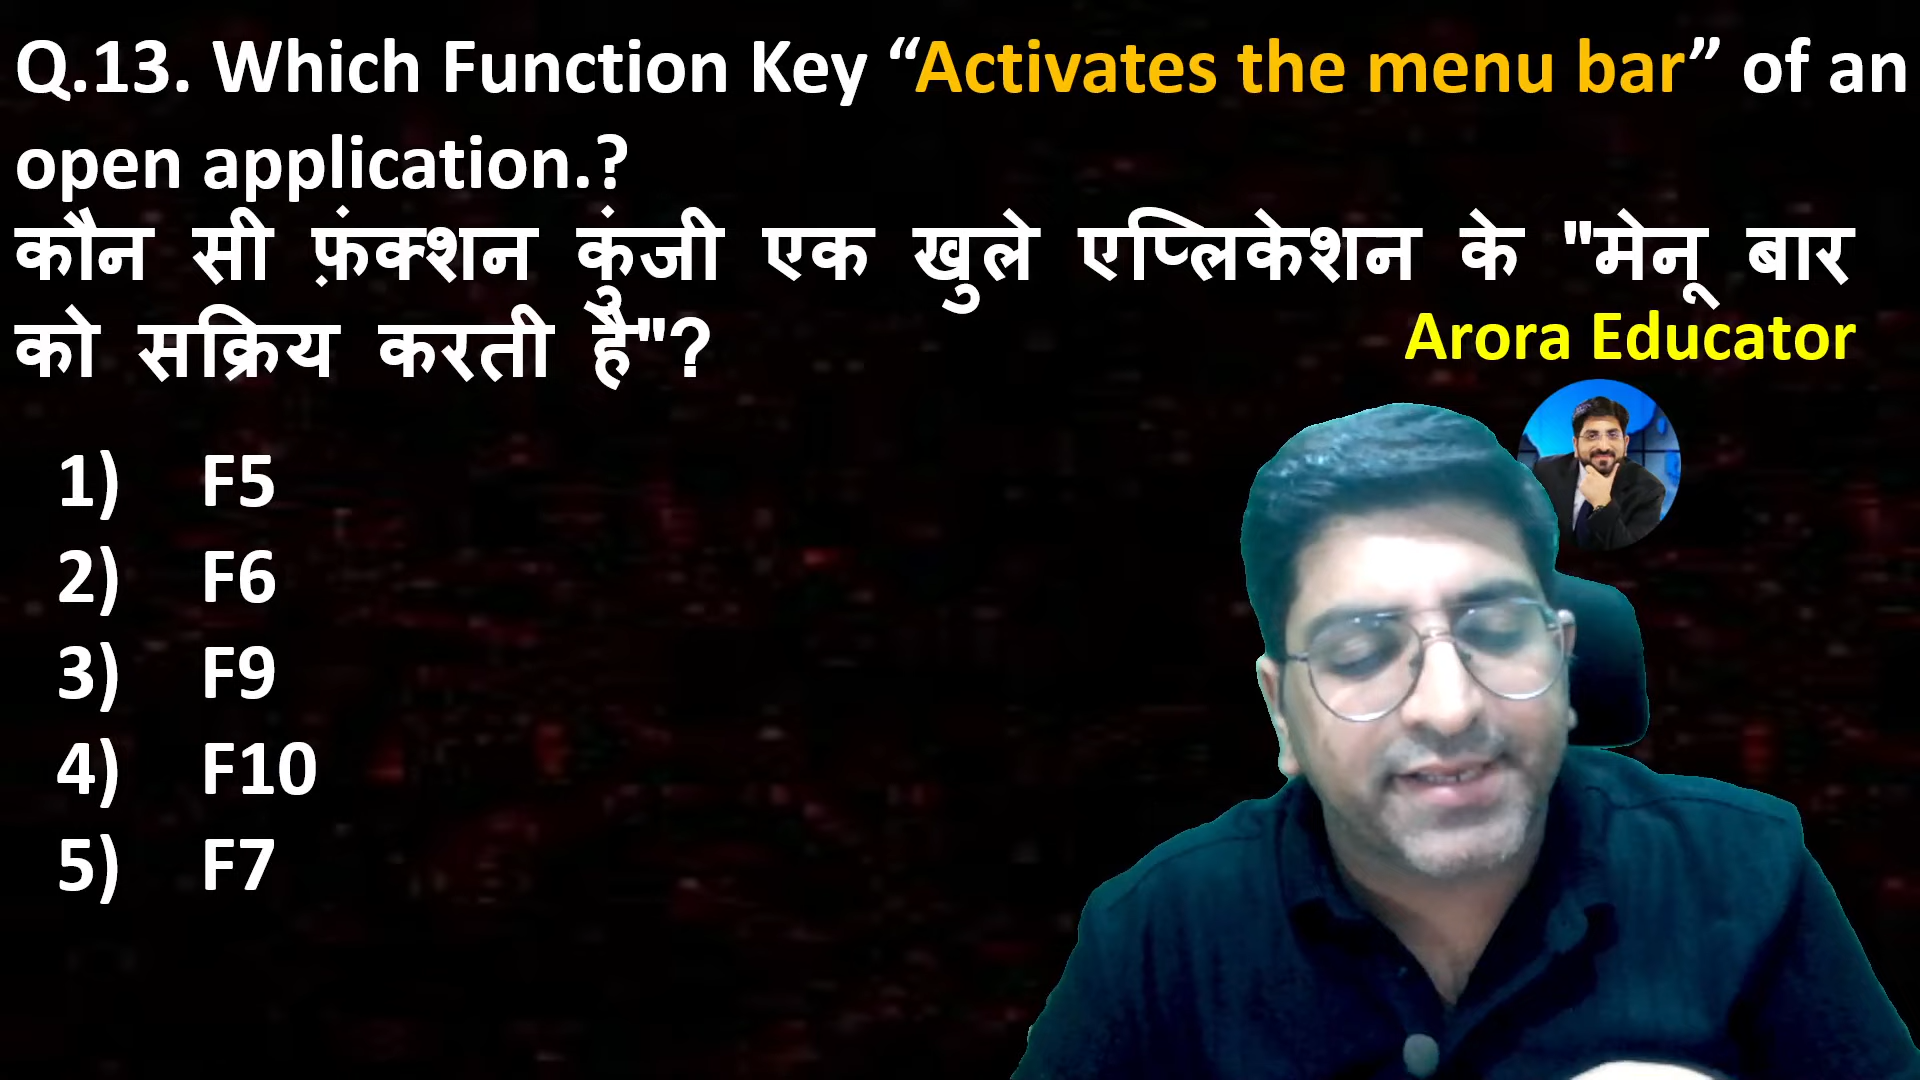 Q.13. Which Function Key “Activates the menu bar” of an
open application.?
कौन सी फ़ंक्शन कुंजी एक खुले एप्लिकेशन के "मेनू बार
को सक्रिय करती है"?
Arora Educator
1) F5
2) F6
3) F9
4) F10
5) F7